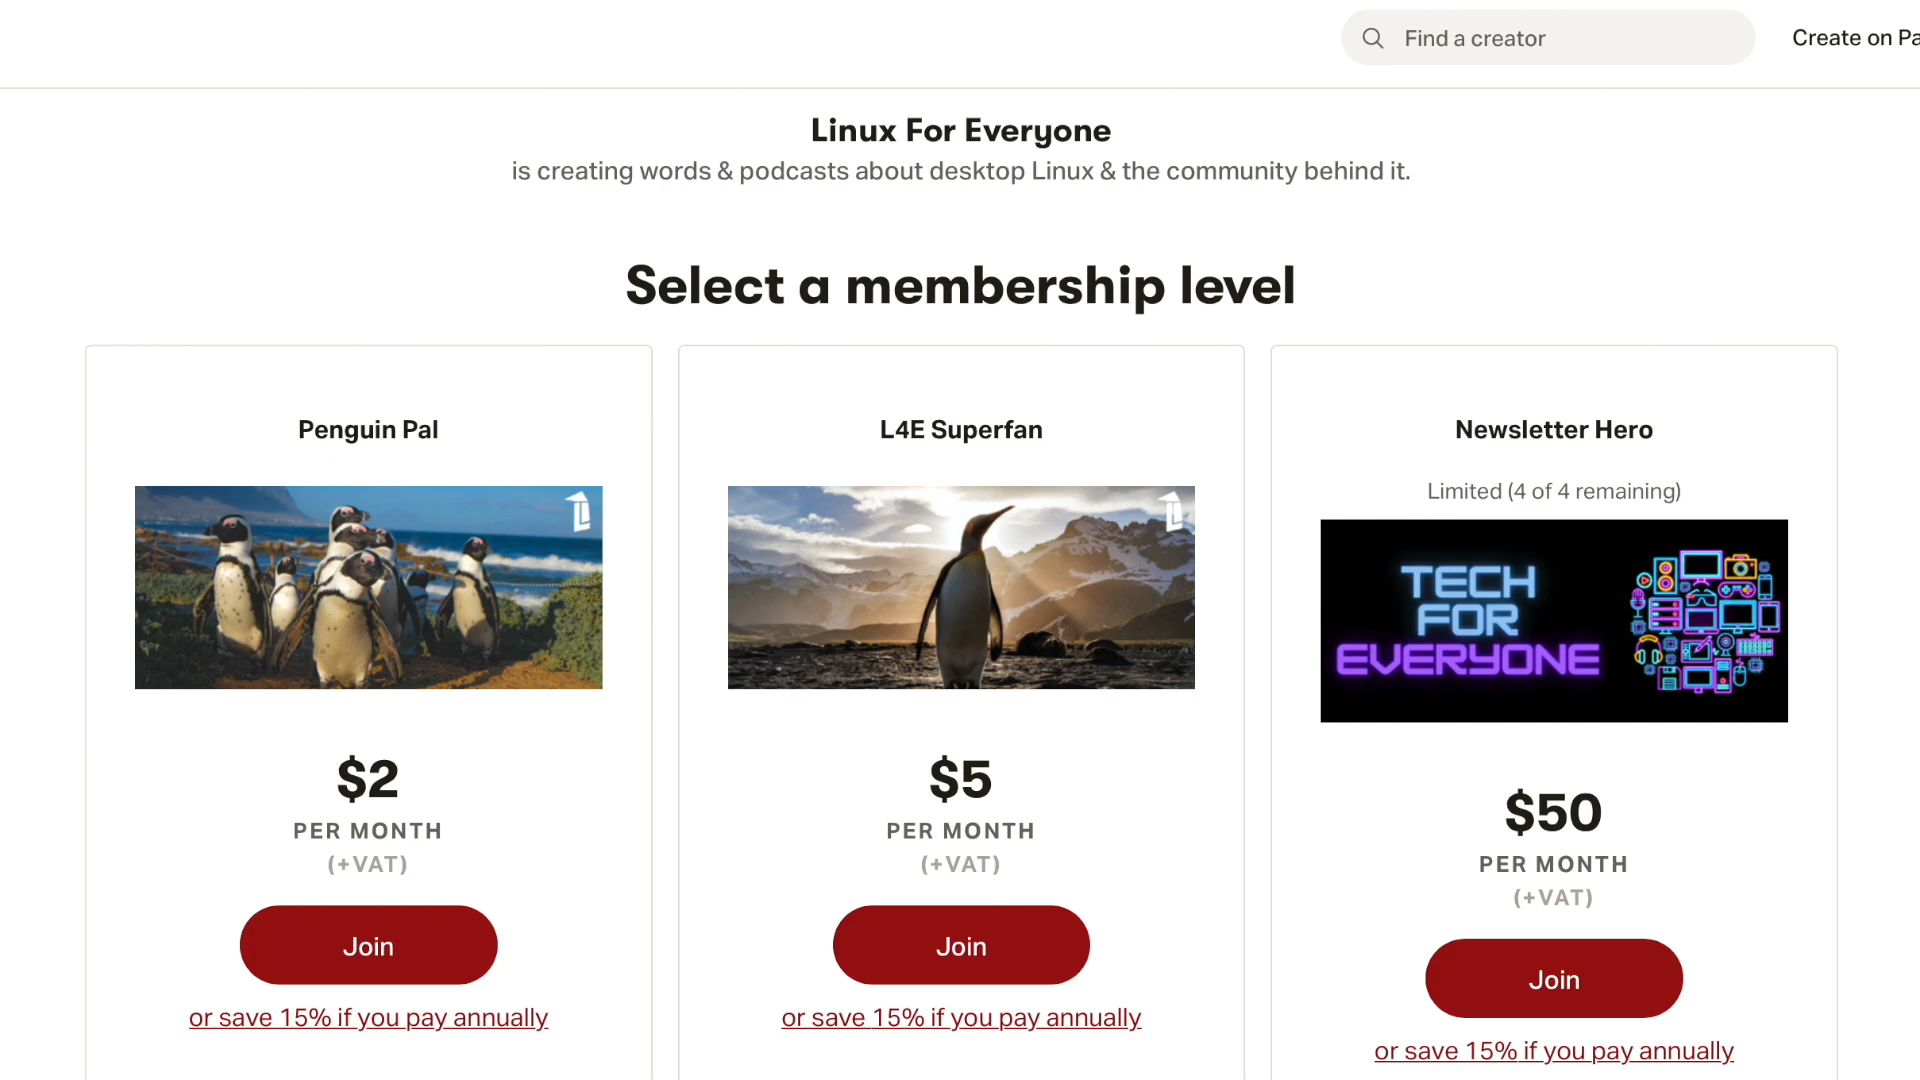 Find a creator
Create on Pa
Linux For Everyone
is creating words & podcasts about desktop Linux & the community behind it.
Select a membership level
Penguin Pal
$2
PER MONTH
(+VAT)
Join
or save 15% if you pay annually
L4E Superfan
$5
PER MONTH
(+VAT)
Join
or save 15% if you pay annually
Newsletter Hero
Limited (4 of 4 remaining)
TECH
FOR
EVERYONE
$50
PER MONTH
(+VAT)
Join
or save 15% if you pay annually